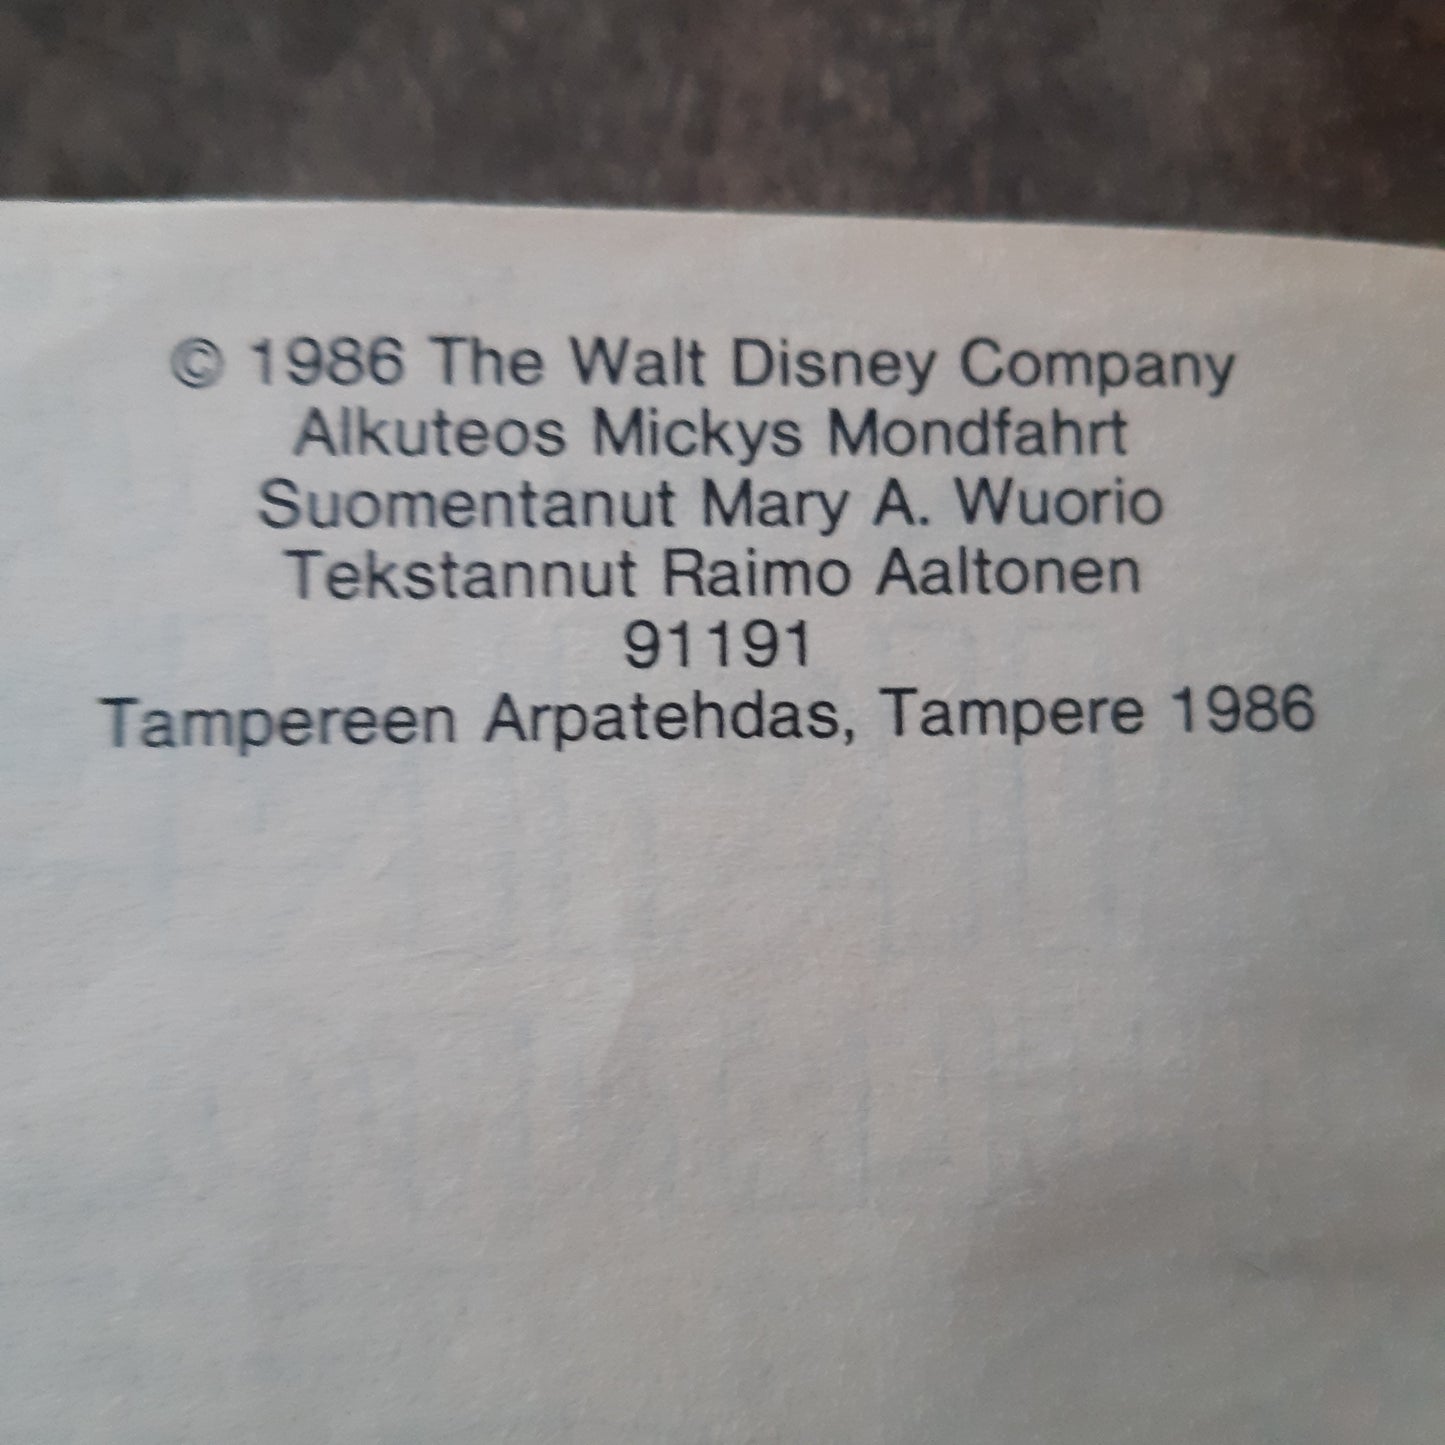 © 1986 The Walt Disney Company
Alkuteos Mickys Mondfahrt
Suomentanut Mary A. Wuorio
Tekstannut Raimo Aaltonen
91191
Tampereen Arpatehdas, Tampere 1986